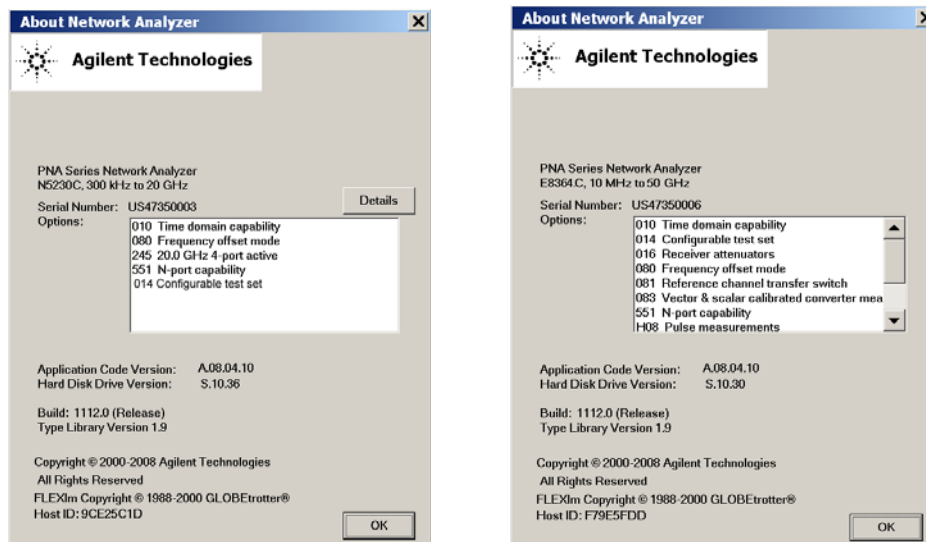 About Network Analyzer
Agilent Technologies
PNA Series Network Analyzer
N5230C, 300 kHz to 20 GHz
Serial Number: US47350003
Details
Options:
010 Time domain capability
080 Frequency offset mode
245 20.0 GHz 4-port active
551 N-port capability
014 Configurable test set
Application Code Version: A.08.04.10
Hard Disk Drive Version: S.10.36
Build: 1112.0 (Release)
Type Library Version 1.9
Copyright © 2000-2008 Agilent Technologies
All Rights Reserved
FLEXlm Copyright © 1988-2000 GLOBEtrotter®
Host ID: 9CE25C1D
OK
About Network Analyzer
Agilent Technologies
PNA Series Network Analyzer
E8364C, 10 MHz to 50 GHz
Serial Number: US47350006
Options:
010 Time domain capability
014 Configurable test set
016 Receiver attenuators
080 Frequency offset mode
081 Reference channel transfer switch
083 Vector & scalar calibrated converter mea
551 N-port capability
H08 Pulse measurements
Application Code Version: A.08.04.10
Hard Disk Drive Version: S.10.30
Build: 1112.0 (Release)
Type Library Version 1.9
Copyright © 2000-2008 Agilent Technologies
All Rights Reserved
FLEXlm Copyright © 1988-2000 GLOBEtrotter®
Host ID: F79E5FDD
OK